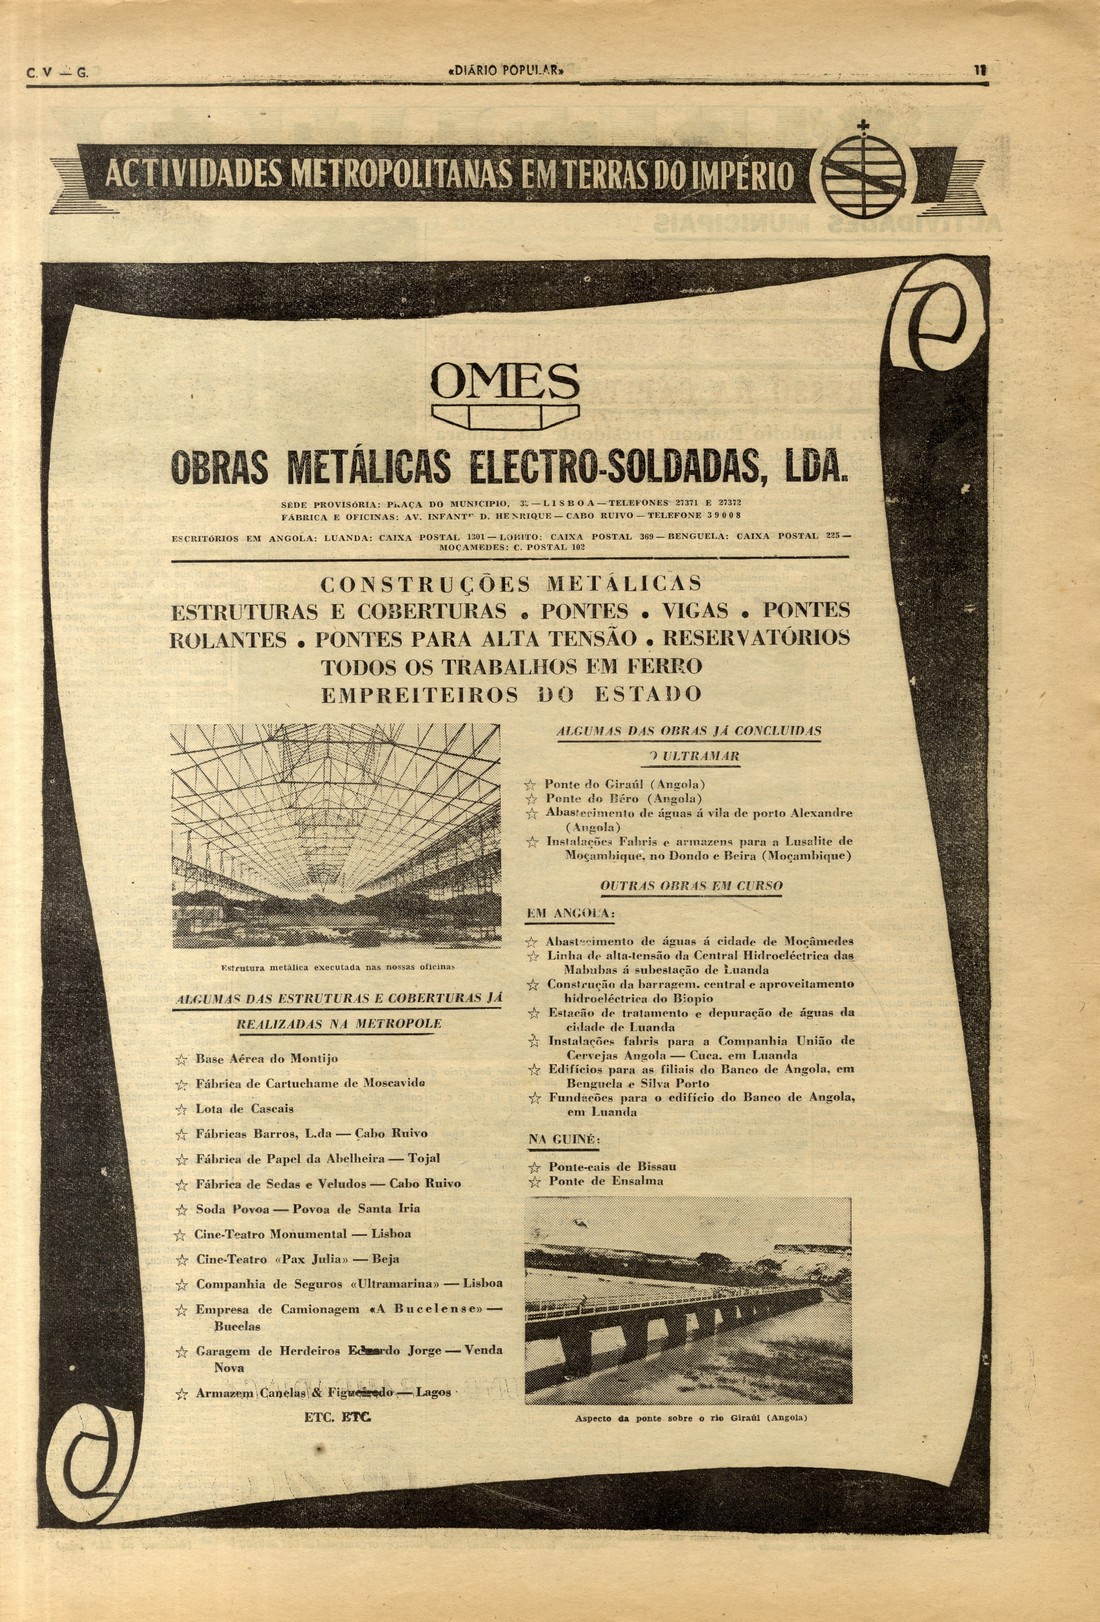 C. V — G.
«DIÁRIO POPULAR»
11
ACTIVIDADES METROPOLITANAS EM TERRAS DO IMPÉRIO
OMES
OBRAS METÁLICAS ELECTRO-SOLDADAS, LDA.
SÉDE PROVISÓRIA: PRAÇA DO MUNICIPIO, — LISBOA — TELEFONES 27371 E 27372
FÁBRICA E OFICINAS: AV. INFANTE D. HENRIQUE — CABO RUIVO — TELEFONE 39008
ESCRITÓRIOS EM ANGOLA: LUANDA: CAIXA POSTAL 1301 — LOBITO: CAIXA POSTAL 369 — BENGUELA: CAIXA POSTAL 225 —
MOÇAMEDES: C. POSTAL 102
CONSTRUÇÕES METÁLICAS
ESTRUTURAS E COBERTURAS . PONTES . VIGAS . PONTES
ROLANTES . PONTES PARA ALTA TENSÃO . RESERVATÓRIOS
TODOS OS TRABALHOS EM FERRO
EMPREITEIROS DO ESTADO
Estrutura metálica executada nas nossas oficinas
ALGUMAS DAS ESTRUTURAS E COBERTURAS JÁ
REALIZADAS NA METROPOLE
☆ Base Aérea do Montijo
☆ Fábrica de Cartuchame de Moscavide
☆ Lota de Cascais
☆ Fábricas Barros, L.da — Cabo Ruivo
☆ Fábrica de Papel da Abelheira — Tojal
☆ Fábrica de Sedas e Veludos — Cabo Ruivo
☆ Soda Povoa — Povoa de Santa Iria
☆ Cine-Teatro Monumental — Lisboa
☆ Cine-Teatro «Pax Julia» — Beja
☆ Companhia de Seguros «Ultramarina» — Lisboa
☆ Empresa de Camionagem «A Bucelense» —
Bucelas
☆ Garagem de Herdeiros Eduardo Jorge — Venda
Nova
☆ Armazem Canelas & Figueiredo — Lagos
ETC. ETC.
ALGUMAS DAS OBRAS JÁ CONCLUIDAS
O ULTRAMAR
☆ Ponte do Giraúl (Angola)
☆ Ponte do Béro (Angola)
☆ Abastecimento de águas á vila de porto Alexandre
(Angola)
☆ Instalações Fabris e armazens para a Lusalite de
Moçambique, no Dondo e Beira (Moçambique)
OUTRAS OBRAS EM CURSO
EM ANGOLA:
☆ Abastecimento de águas á cidade de Moçâmedes
☆ Linha de alta-tensão da Central Hidroeléctrica das
Mabubas á subestação de Luanda
☆ Construção da barragem, central e aproveitamento
hidroeléctrico do Biopio
☆ Estacão de tratamento e depuração de águas da
cidade de Luanda
☆ Instalações fabris para a Companhia União de
Cervejas Angola — Cuca, em Luanda
☆ Edifícios para as filiais do Banco de Angola, em
Benguela e Silva Porto
☆ Fundações para o edifício do Banco de Angola,
em Luanda
NA GUINÉ:
☆ Ponte-cais de Bissau
☆ Ponte de Ensalma
Aspecto da ponte sobre o rio Giraúl (Angola)